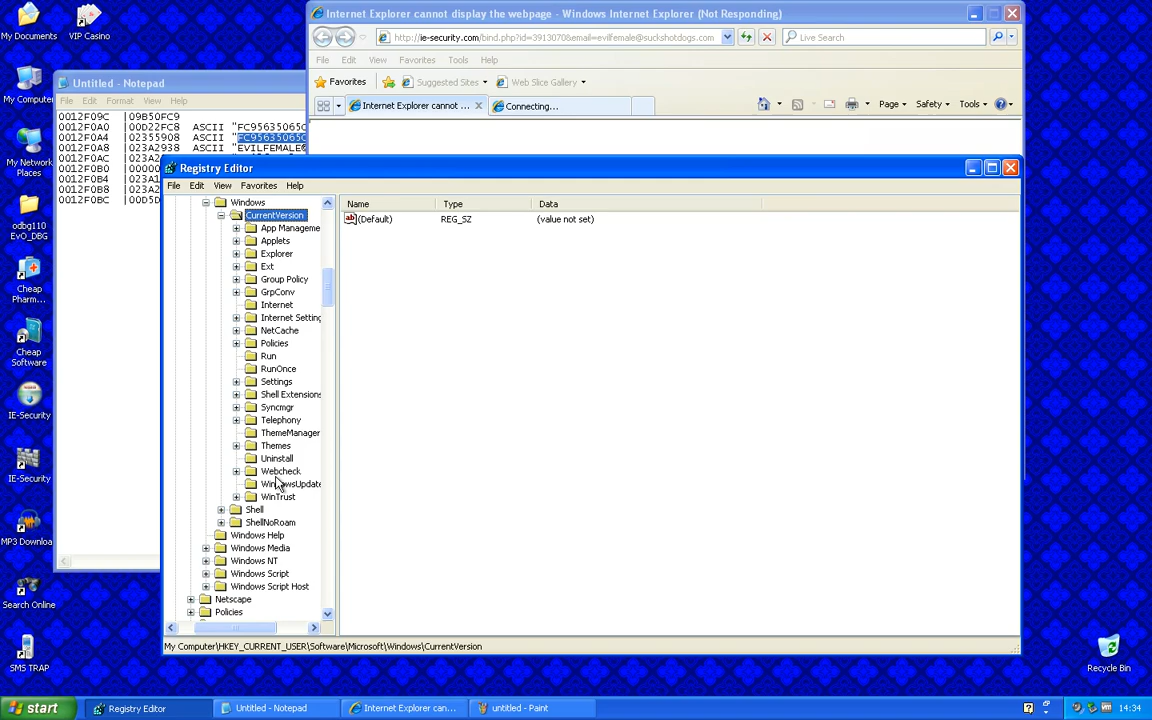 My Documents
VIP Casino
My Computer
My Network
Places
odbg110
EvO_DBG
Cheap
Pharm...
Cheap
Software
IE-Security
IE-Security
MP3 Downloa
Search Online
SMS TRAP
Recycle Bin
Internet Explorer cannot display the webpage - Windows Internet Explorer (Not Responding)
http://ie-security.com/bind.php?id=3913070&email=evilfemale@suckshotdogs.com
Live Search
File Edit View Favorites Tools Help
Favorites Suggested Sites Web Slice Gallery
Internet Explorer cannot ... Connecting...
Page Safety Tools
Untitled - Notepad
File Edit Format View Help
0012F09C |09B50FC9
0012F0A0 |00D22FC8 ASCII "FC95635065C
0012F0A4 |02355908 ASCII "FC95635065C
0012F0A8 |023A2938 ASCII "EVILFEMALE@
0012F0AC |023A2
0012F0B0 |00000
0012F0B4 |023A2
0012F0B8 |023A2
0012F0BC |00D5D
Registry Editor
File Edit View Favorites Help
Windows
CurrentVersion
App Manageme
Applets
Explorer
Ext
Group Policy
GrpConv
Internet
Internet Setting
NetCache
Policies
Run
RunOnce
Settings
Shell Extensions
Syncmgr
Telephony
ThemeManager
Themes
Uninstall
Webcheck
WindowsUpdate
WinTrust
Shell
ShellNoRoam
Windows Help
Windows Media
Windows NT
Windows Script
Windows Script Host
Netscape
Policies
Name Type Data
(Default) REG_SZ (value not set)
My Computer\HKEY_CURRENT_USER\Software\Microsoft\Windows\CurrentVersion
start Registry Editor Untitled - Notepad Internet Explorer can... untitled - Paint 14:34